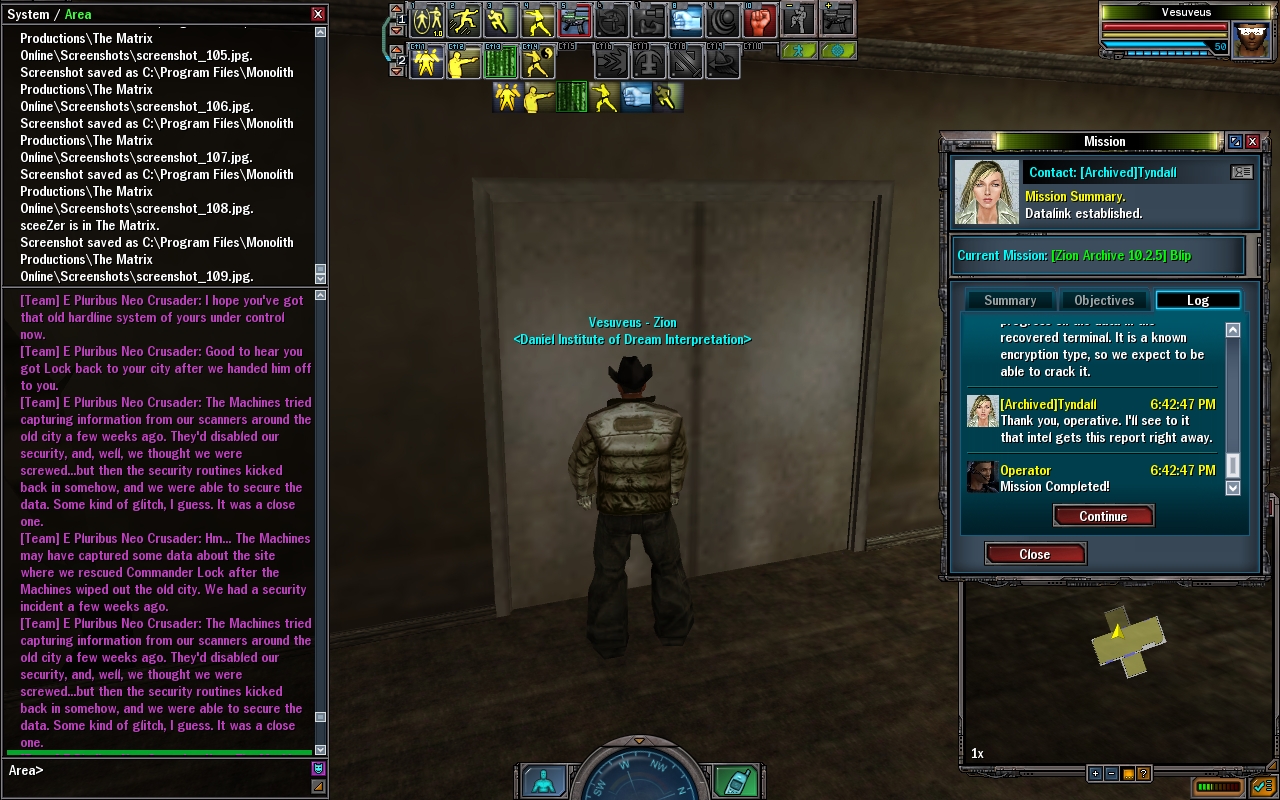 System / Area
Productions\The Matrix
Online\Screenshots\screenshot_105.jpg.
Screenshot saved as C:\Program Files\Monolith
Productions\The Matrix
Online\Screenshots\screenshot_106.jpg.
Screenshot saved as C:\Program Files\Monolith
Productions\The Matrix
Online\Screenshots\screenshot_107.jpg.
Screenshot saved as C:\Program Files\Monolith
Productions\The Matrix
Online\Screenshots\screenshot_108.jpg.
sceeZer is in The Matrix.
Screenshot saved as C:\Program Files\Monolith
Productions\The Matrix
Online\Screenshots\screenshot_109.jpg.
[Team] E Pluribus Neo Crusader: I hope you've got
that old hardline system of yours under control
now.
[Team] E Pluribus Neo Crusader: Good to hear you
got Lock back to your city after we handed him off
to you.
[Team] E Pluribus Neo Crusader: The Machines tried
capturing information from our scanners around the
old city a few weeks ago. They'd disabled our
security, and, well, we thought we were
screwed...but then the security routines kicked
back in somehow, and we were able to secure the
data. Some kind of glitch, I guess. It was a close
one.
[Team] E Pluribus Neo Crusader: Hm... The Machines
may have captured some data about the site
where we rescued Commander Lock after the
Machines wiped out the old city. We had a security
incident a few weeks ago.
[Team] E Pluribus Neo Crusader: The Machines tried
capturing information from our scanners around the
old city a few weeks ago. They'd disabled our
security, and, well, we thought we were
screwed...but then the security routines kicked
back in somehow, and we were able to secure the
data. Some kind of glitch, I guess. It was a close
one.
Area>
1
2
1.0
Ctrl2
Ctrl3
Ctrl4
Vesuveus - Zion
<Daniel Institute of Dream Interpretation>
SW
W
NW
N
Vesuveus
50
Mission
Contact: [Archived]Tyndall
Mission Summary.
Datalink established.
Current Mission: [Zion Archive 10.2.5] Blip
Summary
Objectives
Log
recovered terminal. It is a known
encryption type, so we expect to be
able to crack it.
[Archived]Tyndall 6:42:47 PM
Thank you, operative. I'll see to it
that intel gets this report right away.
Operator 6:42:47 PM
Mission Completed!
Continue
Close
1x